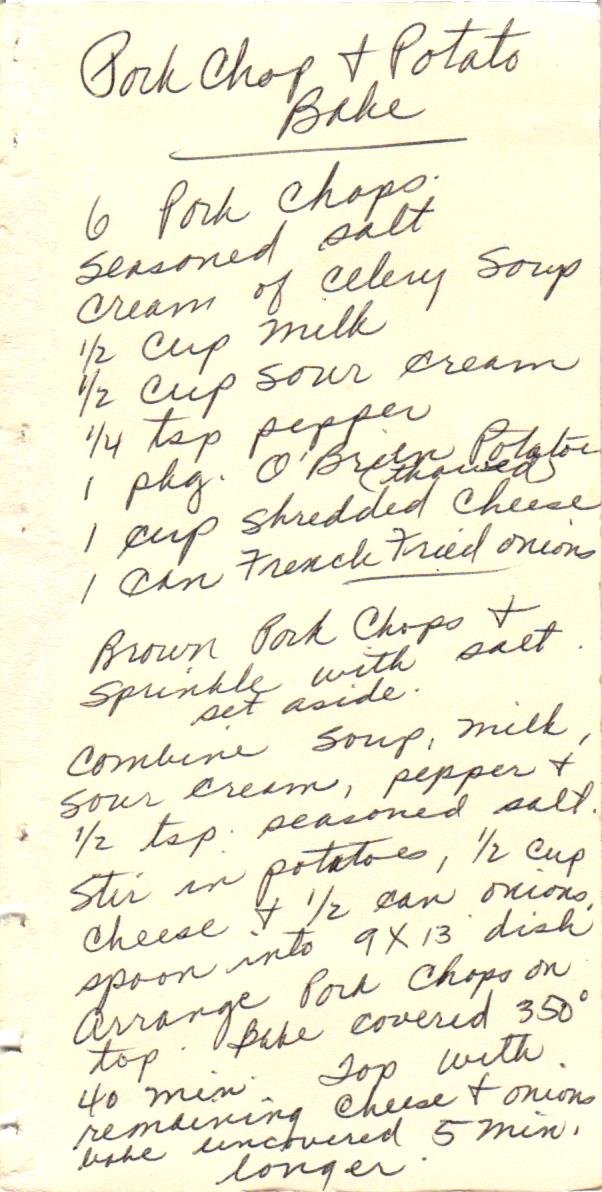 Pork Chop + Potato
Bake
6 Pork Chops.
seasoned salt
cream of celery soup
1/2 cup milk
1/2 cup sour cream
1/4 tsp pepper
1 pkg. O'Brien Potatoes
(thawed)
1 cup shredded cheese
1 can French Fried onions
Brown Pork Chops +
Sprinkle with salt.
set aside.
Combine soup, milk,
sour cream, pepper +
1/2 tsp. seasoned salt.
Stir in potatoes, 1/2 cup
cheese + 1/2 can onions,
spoon into 9X13 dish
Arrange Pork Chops on
top. Bake covered 350°
40 min. Top with
remaining cheese + onions
bake uncovered 5 min.
longer.